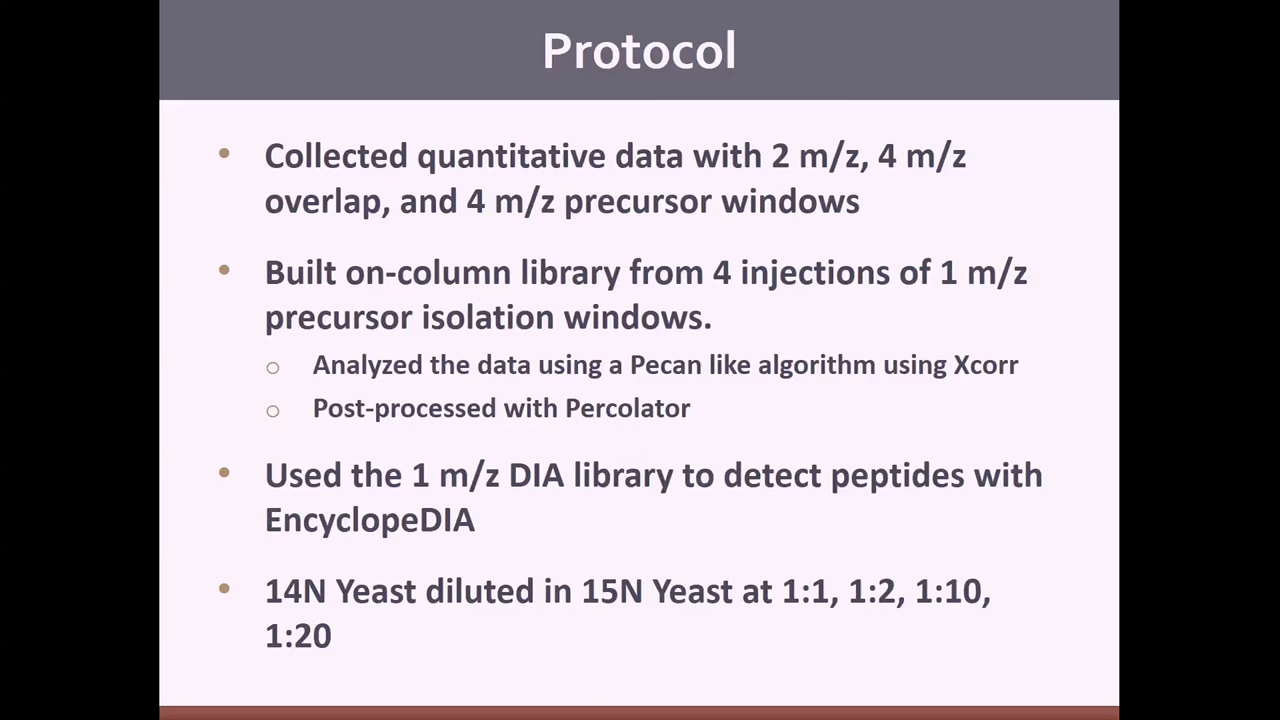 Protocol
• Collected quantitative data with 2 m/z, 4 m/z
overlap, and 4 m/z precursor windows
• Built on-column library from 4 injections of 1 m/z
precursor isolation windows.
○ Analyzed the data using a Pecan like algorithm using Xcorr
○ Post-processed with Percolator
• Used the 1 m/z DIA library to detect peptides with
EncyclopeDIA
• 14N Yeast diluted in 15N Yeast at 1:1, 1:2, 1:10,
1:20